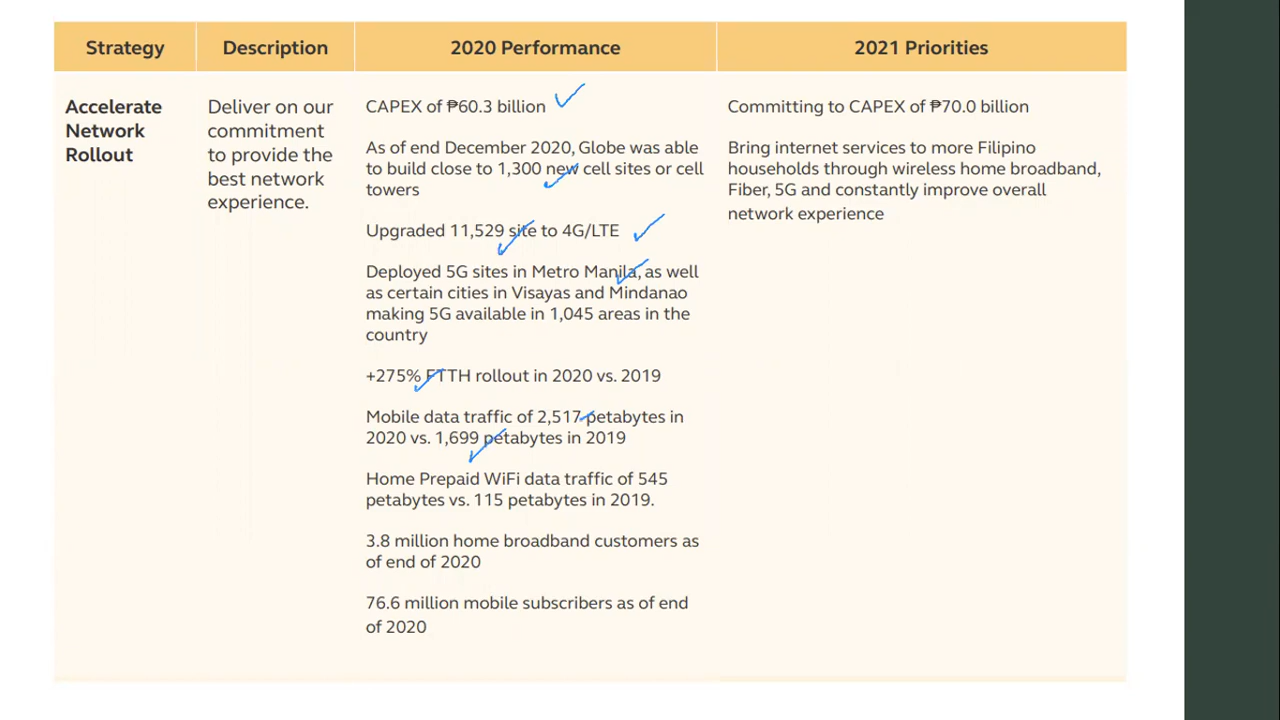 Strategy
Description
2020 Performance
2021 Priorities
Accelerate
Network
Rollout
Deliver on our
commitment
to provide the
best network
experience.
CAPEX of ₱60.3 billion
As of end December 2020, Globe was able
to build close to 1,300 new cell sites or cell
towers
Upgraded 11,529 site to 4G/LTE
Deployed 5G sites in Metro Manila, as well
as certain cities in Visayas and Mindanao
making 5G available in 1,045 areas in the
country
+275% FTTH rollout in 2020 vs. 2019
Mobile data traffic of 2,517 petabytes in
2020 vs. 1,699 petabytes in 2019
Home Prepaid WiFi data traffic of 545
petabytes vs. 115 petabytes in 2019.
3.8 million home broadband customers as
of end of 2020
76.6 million mobile subscribers as of end
of 2020
Committing to CAPEX of ₱70.0 billion
Bring internet services to more Filipino
households through wireless home broadband,
Fiber, 5G and constantly improve overall
network experience